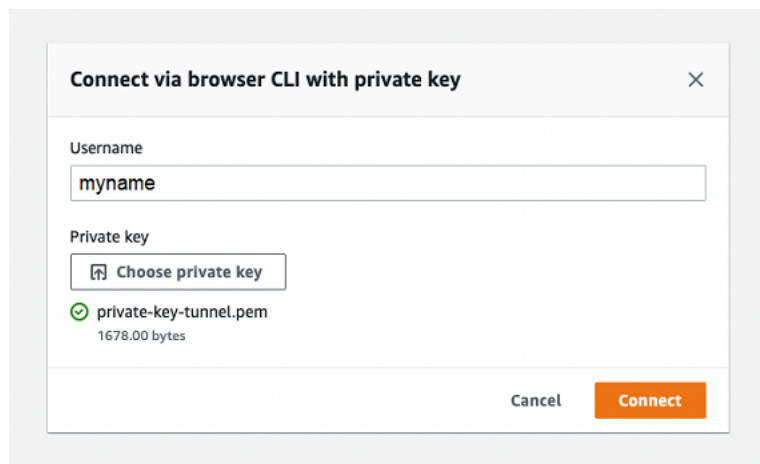 Connect via browser CLI with private key
Username
myname
Private key
Choose private key
private-key-tunnel.pem
1678.00 bytes
Cancel Connect